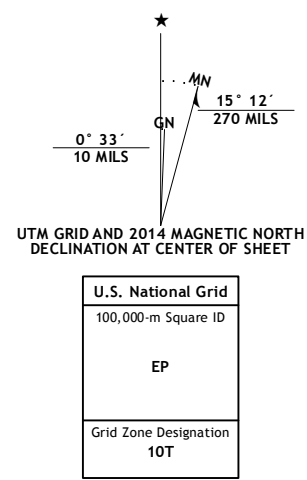 ★
MN
GN
15° 12´
270 MILS
0° 33´
10 MILS
UTM GRID AND 2014 MAGNETIC NORTH
DECLINATION AT CENTER OF SHEET
U.S. National Grid
100,000-m Square ID
EP
Grid Zone Designation
10T